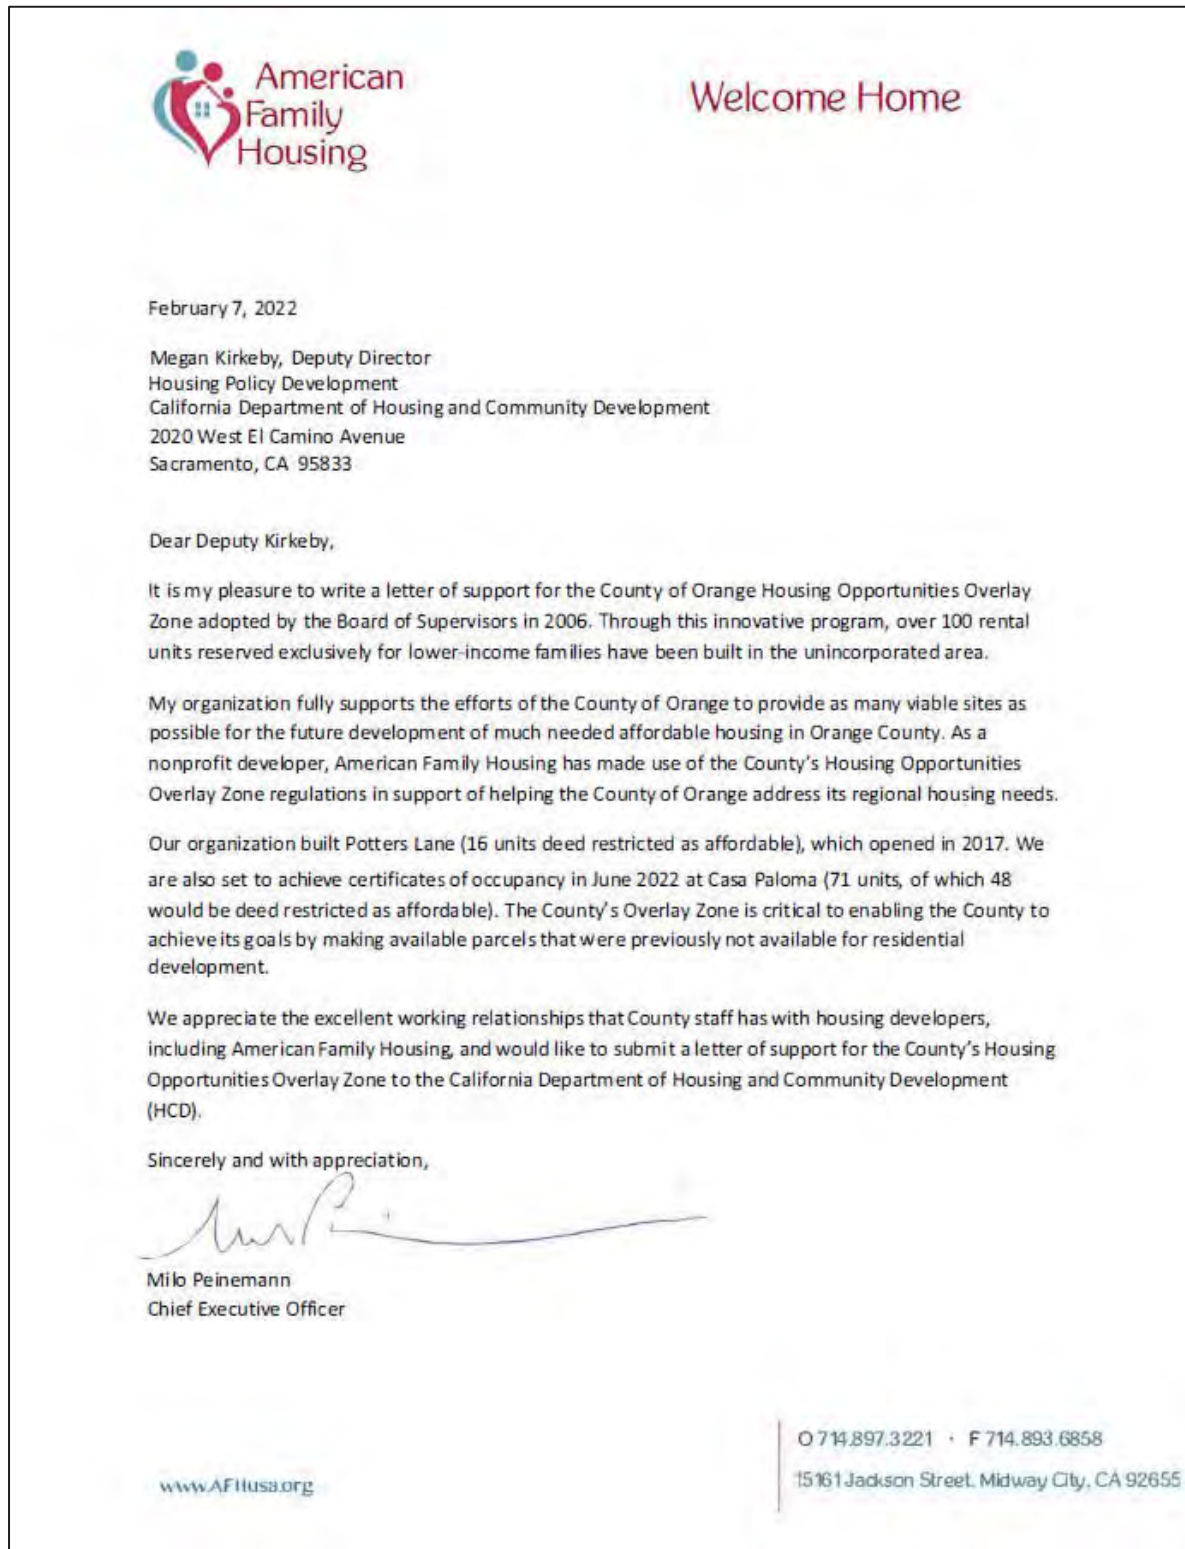 American
Family
Housing
Welcome Home
February 7, 2022
Megan Kirkeby, Deputy Director
Housing Policy Development
California Department of Housing and Community Development
2020 West El Camino Avenue
Sacramento, CA 95833
Dear Deputy Kirkeby,
It is my pleasure to write a letter of support for the County of Orange Housing Opportunities Overlay
Zone adopted by the Board of Supervisors in 2006. Through this innovative program, over 100 rental
units reserved exclusively for lower-income families have been built in the unincorporated area.
My organization fully supports the efforts of the County of Orange to provide as many viable sites as
possible for the future development of much needed affordable housing in Orange County. As a
nonprofit developer, American Family Housing has made use of the County's Housing Opportunities
Overlay Zone regulations in support of helping the County of Orange address its regional housing needs.
Our organization built Potters Lane (16 units deed restricted as affordable), which opened in 2017. We
are also set to achieve certificates of occupancy in June 2022 at Casa Paloma (71 units, of which 48
would be deed restricted as affordable). The County's Overlay Zone is critical to enabling the County to
achieve its goals by making available parcels that were previously not available for residential
development.
We appreciate the excellent working relationships that County staff has with housing developers,
including American Family Housing, and would like to submit a letter of support for the County's Housing
Opportunities Overlay Zone to the California Department of Housing and Community Development
(HCD).
Sincerely and with appreciation,
Milo Peinemann
Chief Executive Officer
O 714.897.3221 · F 714.893.6858
www.AFHusa.org
15161 Jackson Street, Midway City, CA 92655